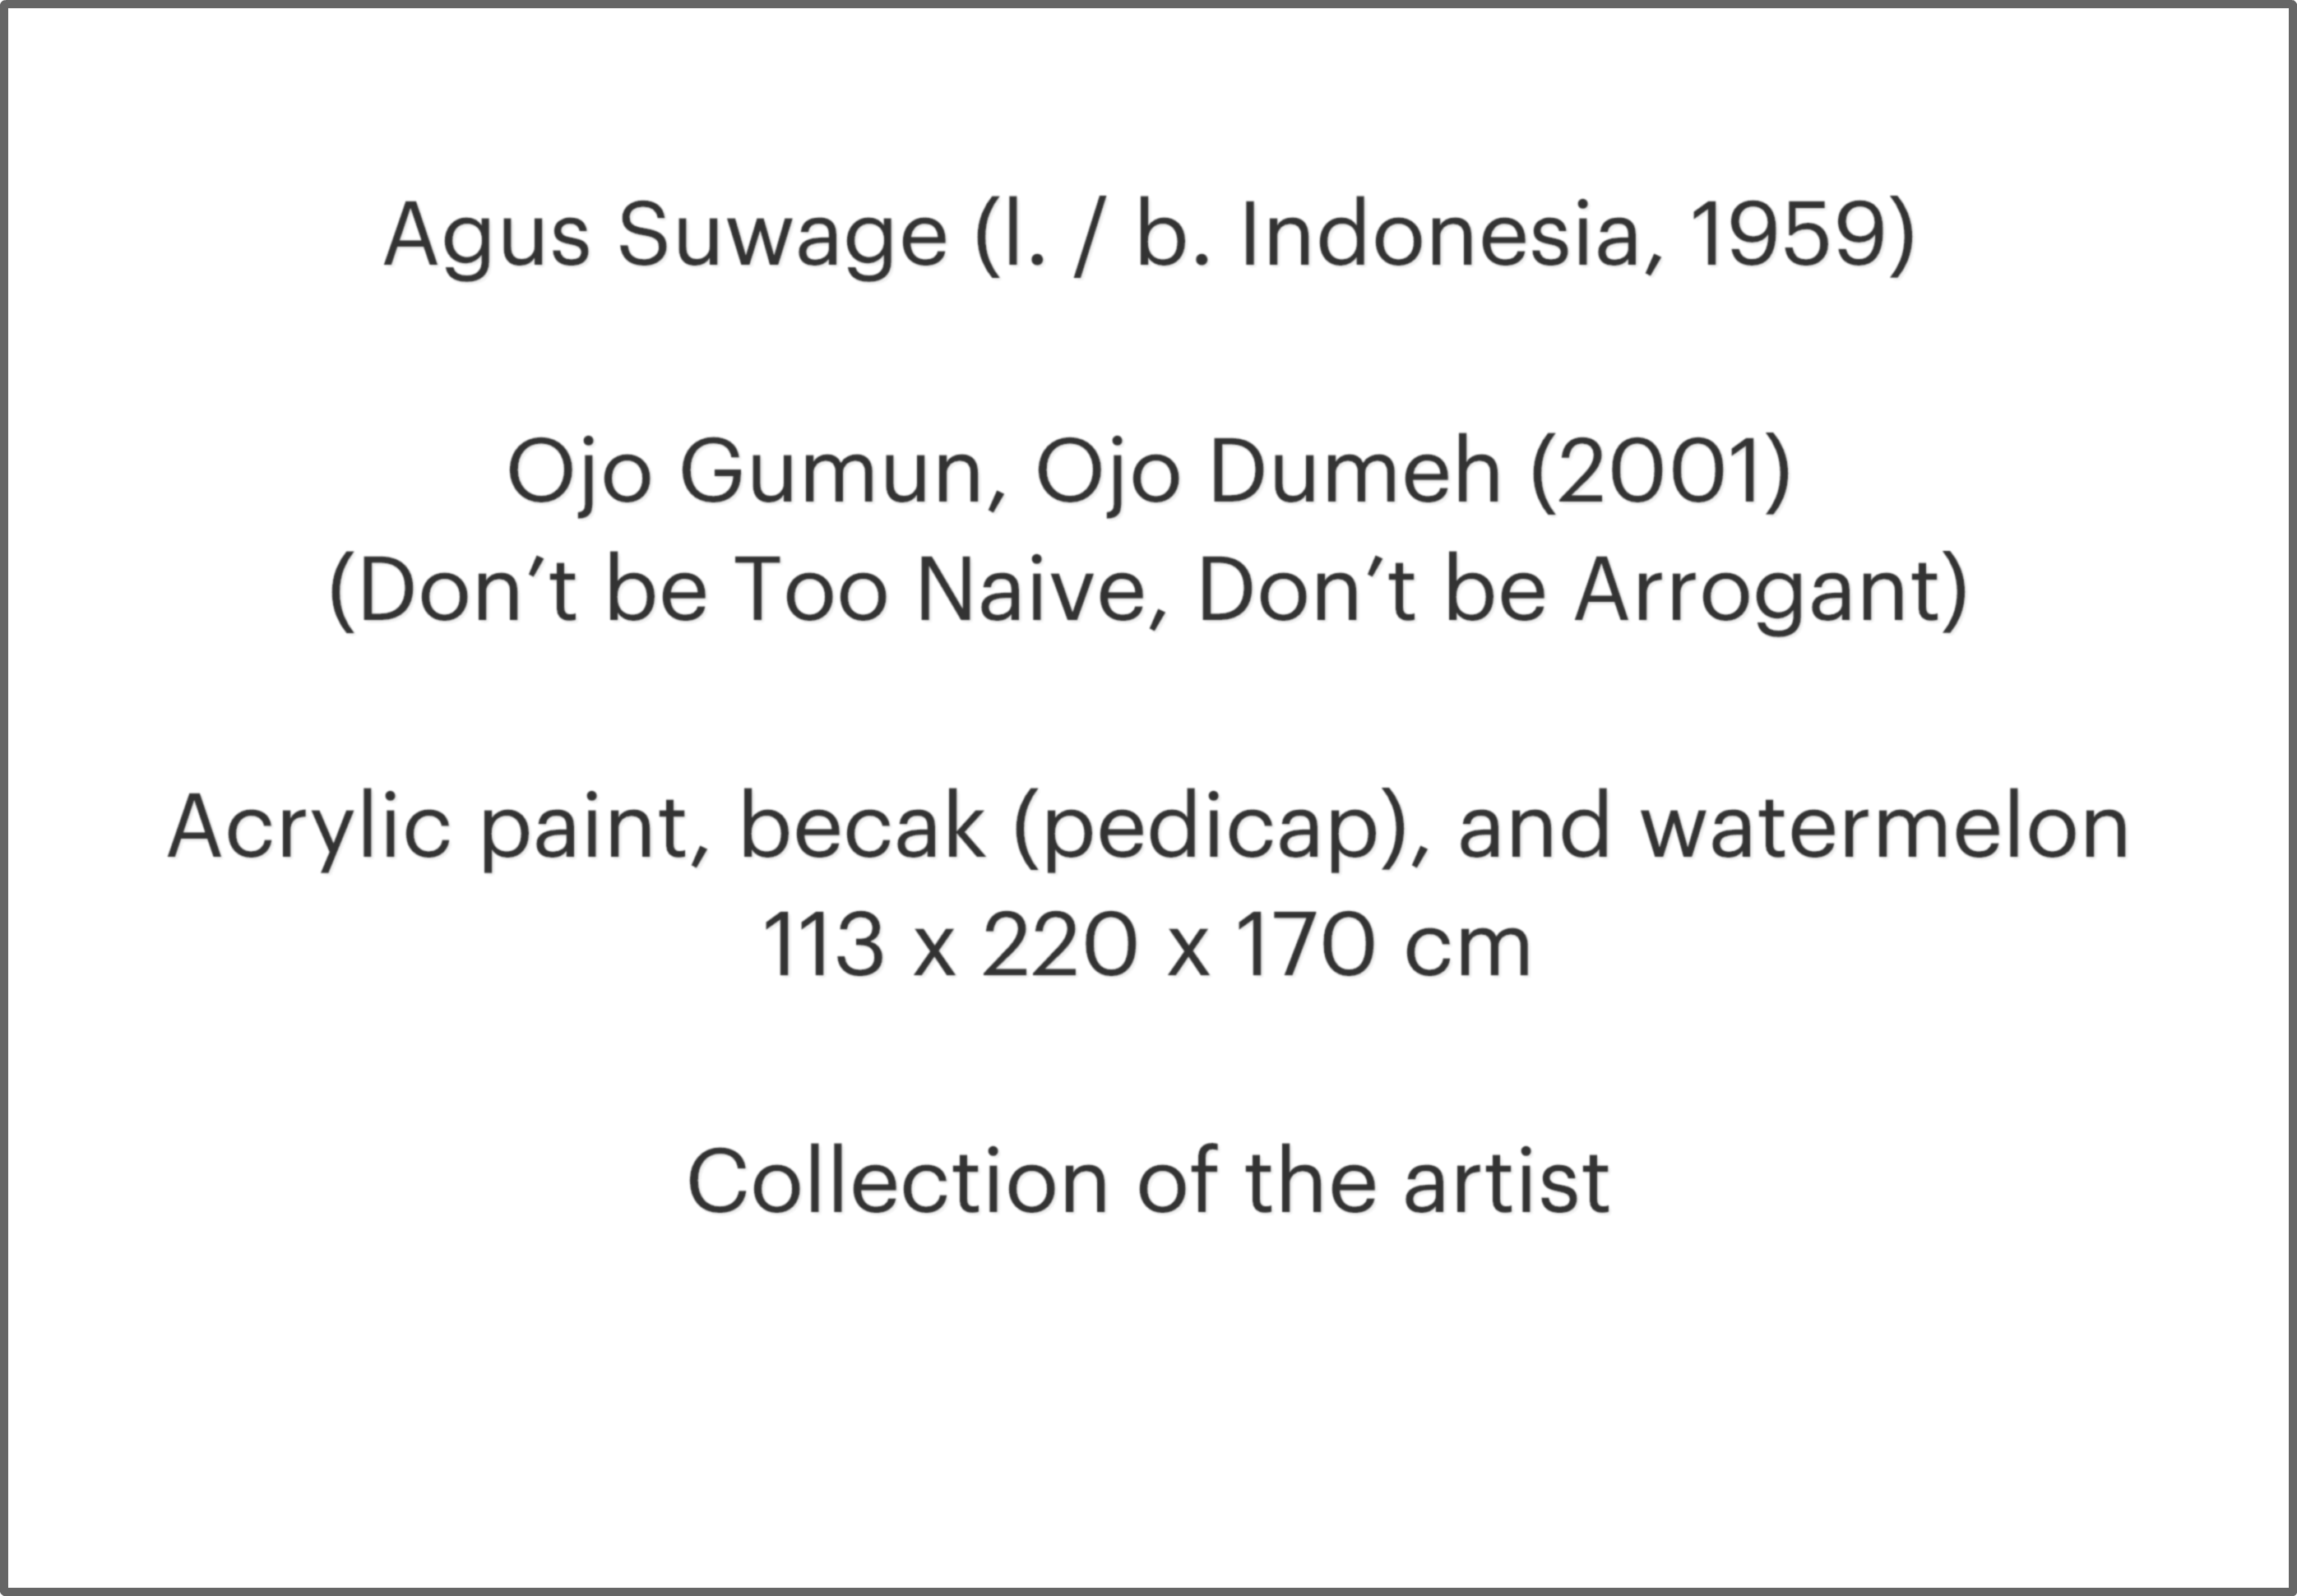 Agus Suwage (l. / b. Indonesia, 1959)
Ojo Gumun, Ojo Dumeh (2001)
(Don’t be Too Naive, Don’t be Arrogant)
Acrylic paint, becak (pedicap), and watermelon
113 x 220 x 170 cm
Collection of the artist